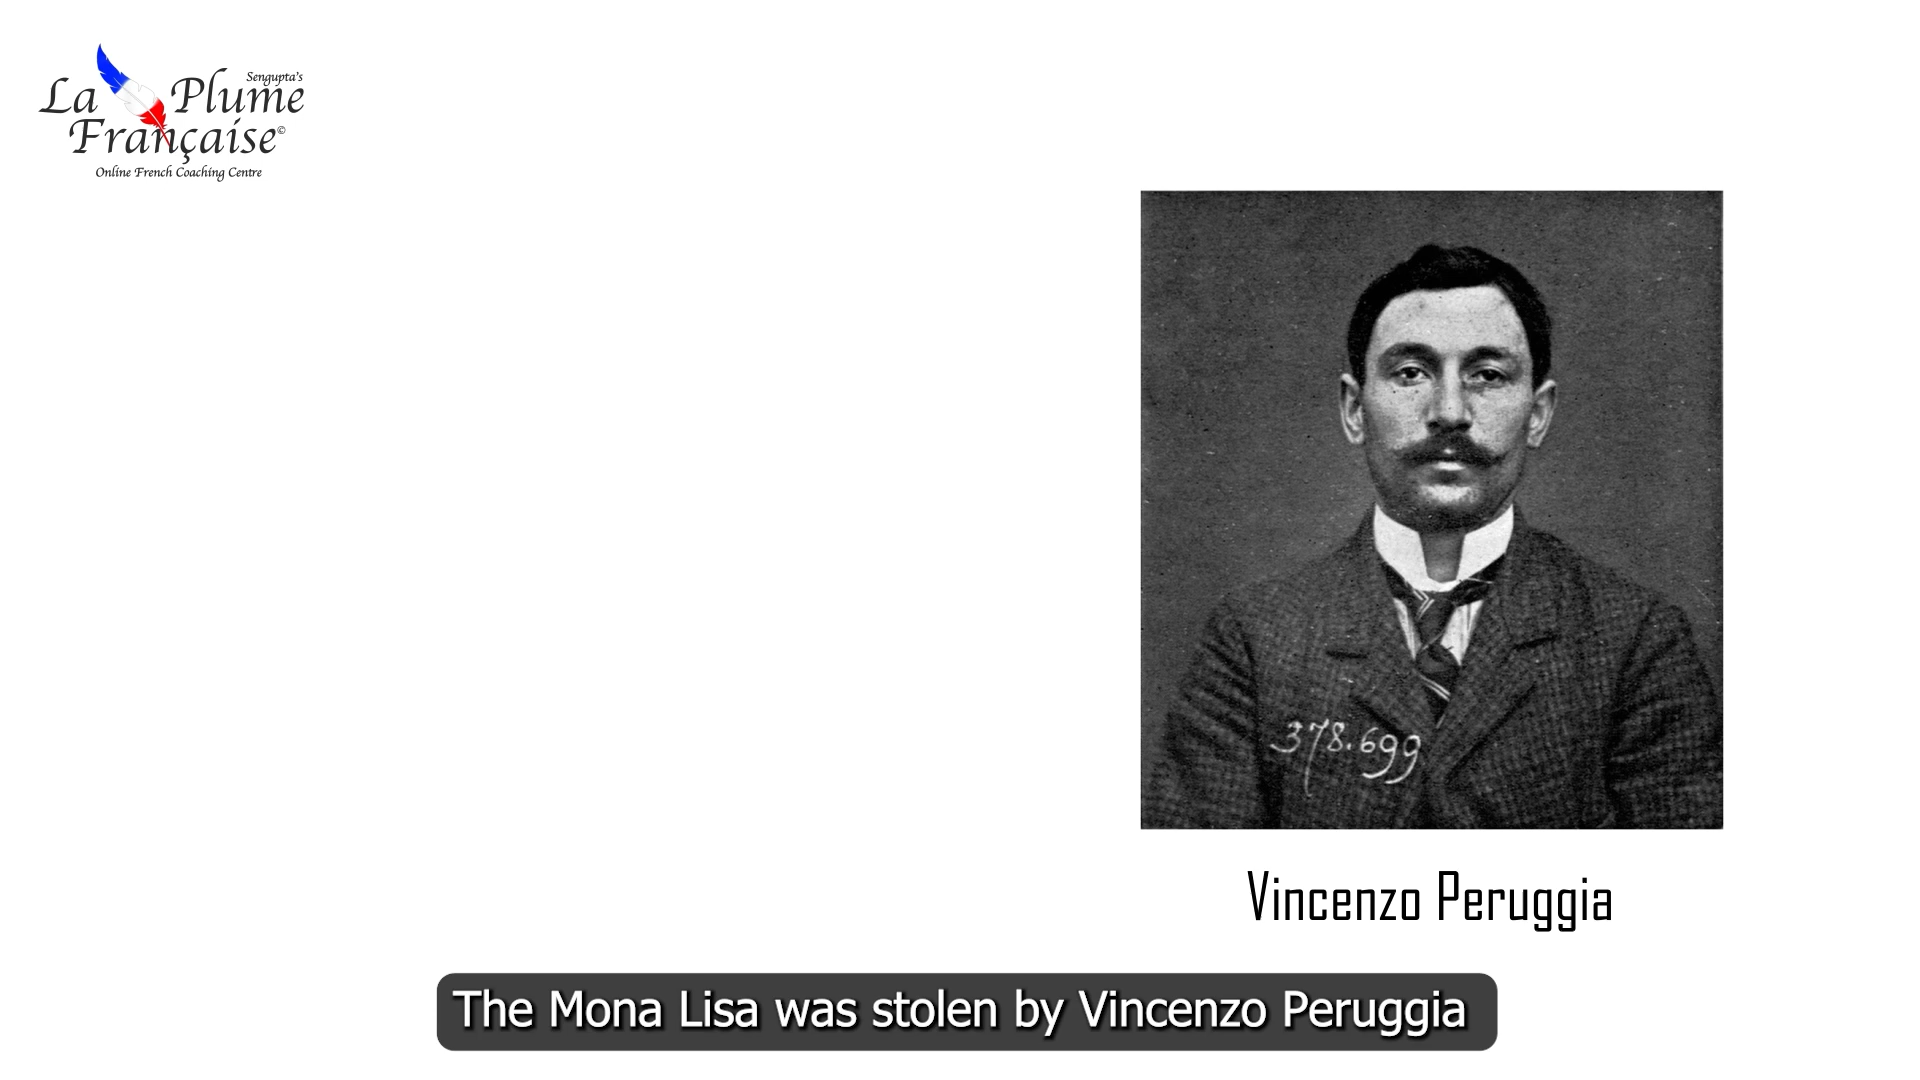 Sengupta's
La Plume
Française©
Online French Coaching Centre
378.699
Vincenzo Peruggia
The Mona Lisa was stolen by Vincenzo Peruggia